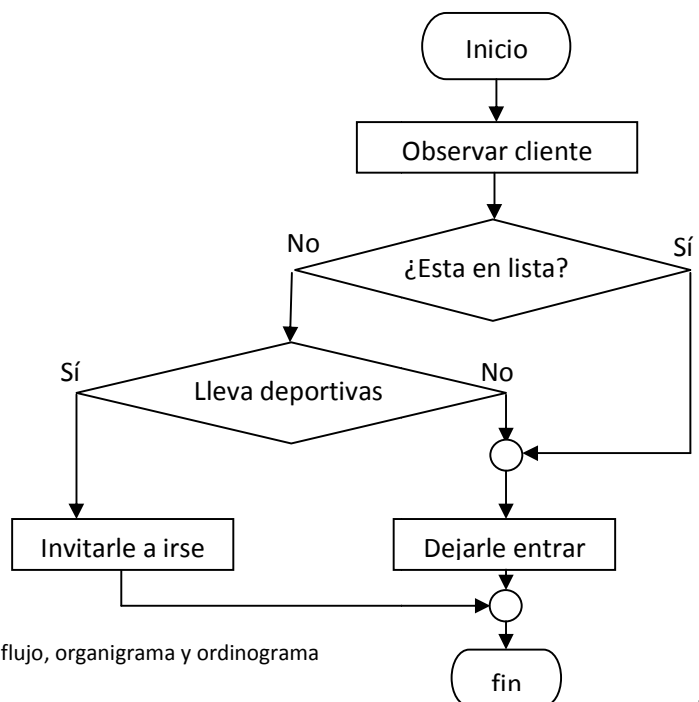 Inicio
Observar cliente
No
Sí
¿Esta en lista?
Sí
No
Lleva deportivas
Invitarle a irse
Dejarle entrar
flujo, organigrama y ordinograma
fin